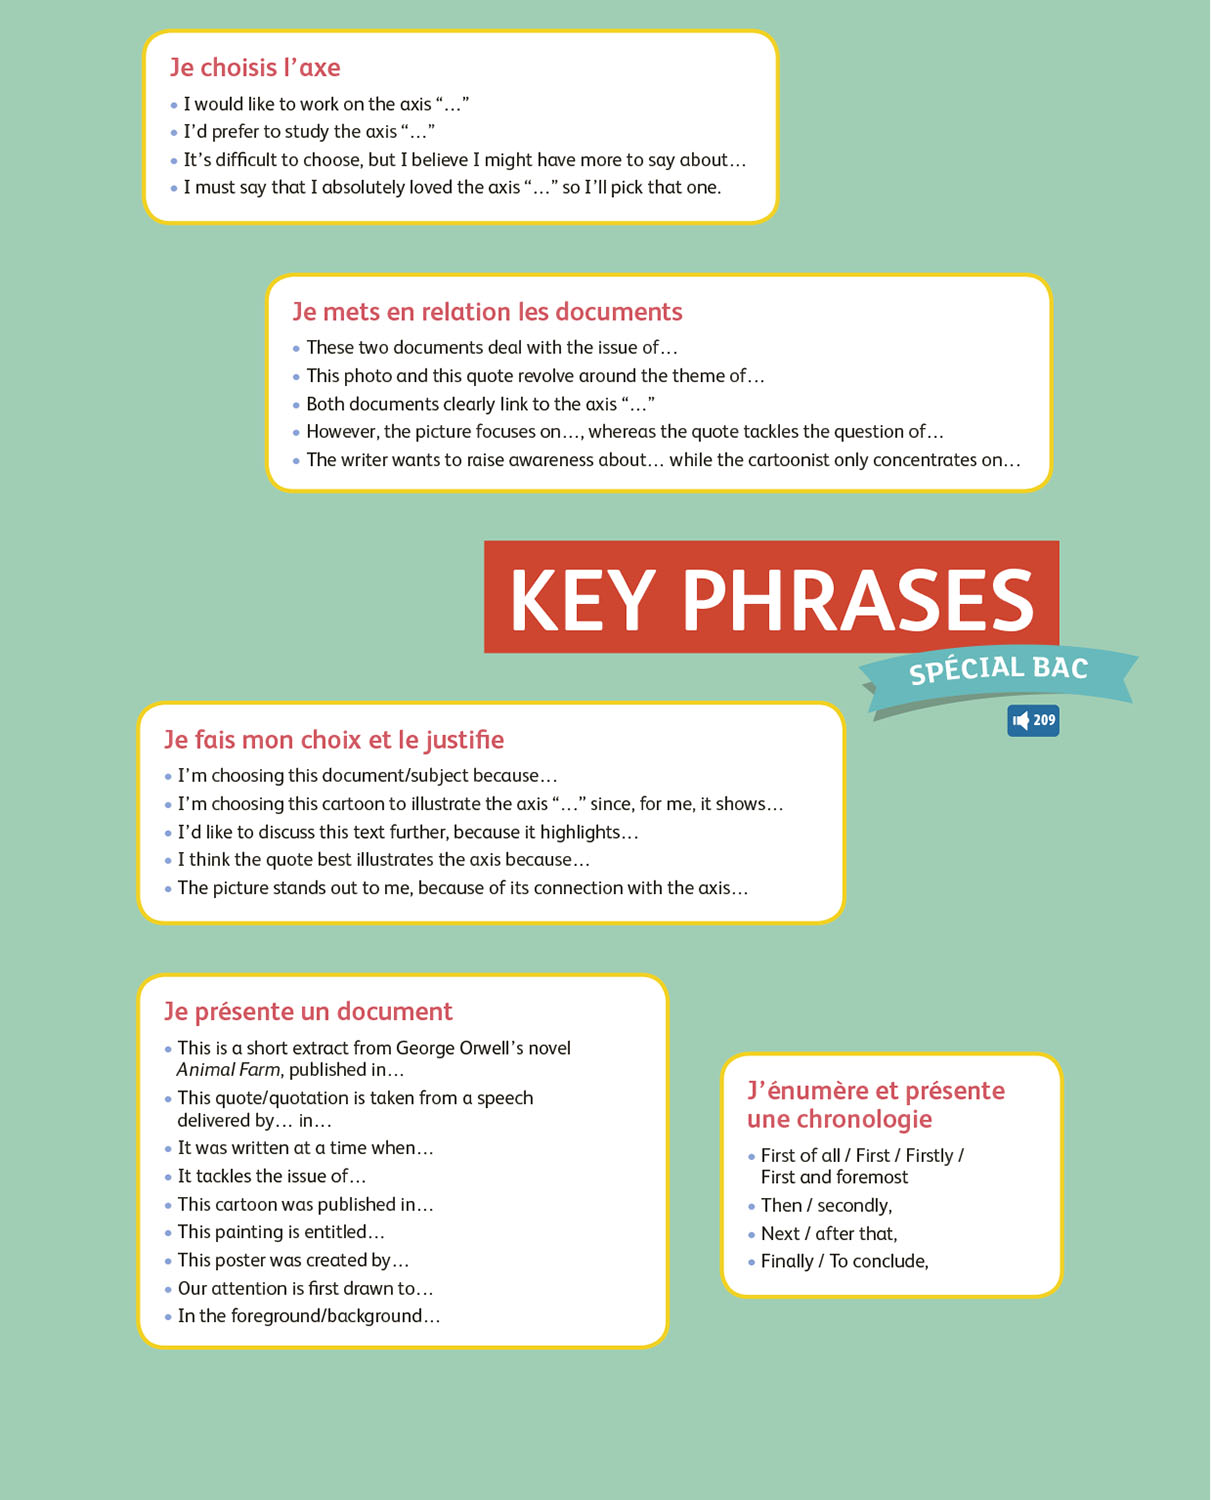 Je choisis l’axe
• I would like to work on the axis “…”
• I’d prefer to study the axis “…”
• It’s difficult to choose, but I believe I might have more to say about…
• I must say that I absolutely loved the axis “…” so I’ll pick that one.
Je mets en relation les documents
• These two documents deal with the issue of…
• This photo and this quote revolve around the theme of…
• Both documents clearly link to the axis “…”
• However, the picture focuses on…, whereas the quote tackles the question of…
• The writer wants to raise awareness about… while the cartoonist only concentrates on…
KEY PHRASES
SPÉCIAL BAC
209
Je fais mon choix et le justifie
• I’m choosing this document/subject because…
• I’m choosing this cartoon to illustrate the axis “…” since, for me, it shows…
• I’d like to discuss this text further, because it highlights…
• I think the quote best illustrates the axis because…
• The picture stands out to me, because of its connection with the axis…
Je présente un document
• This is a short extract from George Orwell’s novel
Animal Farm, published in…
• This quote/quotation is taken from a speech
delivered by… in…
• It was written at a time when…
• It tackles the issue of…
• This cartoon was published in…
• This painting is entitled…
• This poster was created by…
• Our attention is first drawn to…
• In the foreground/background…
J’énumère et présente
une chronologie
• First of all / First / Firstly /
First and foremost
• Then / secondly,
• Next / after that,
• Finally / To conclude,